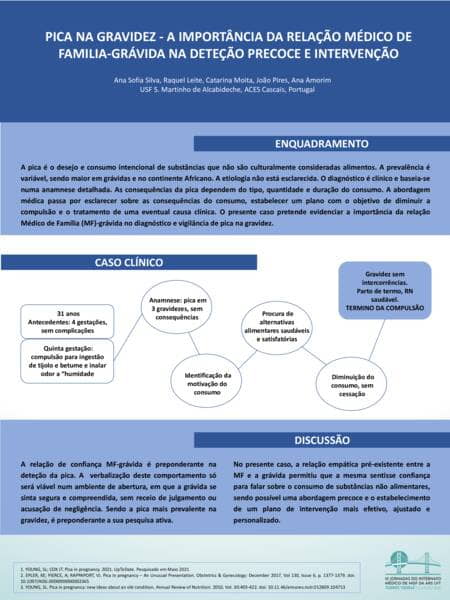 PICA NA GRAVIDEZ - A IMPORTÂNCIA DA RELAÇÃO MÉDICO DE
FAMILIA-GRÁVIDA NA DETEÇÃO PRECOCE E INTERVENÇÃO
Ana Sofia Silva, Raquel Leite, Catarina Moita, João Pires, Ana Amorim
USF S. Martinho de Alcabideche, ACES Cascais, Portugal
ENQUADRAMENTO
A pica é o desejo e consumo intencional de substâncias que não são culturalmente consideradas alimentos. A prevalência é
variável, sendo maior em grávidas e no continente Africano. A etiologia não está esclarecida. O diagnóstico é clínico e baseia-se
numa anamnese detalhada. As consequências da pica dependem do tipo, quantidade e duração do consumo. A abordagem
médica passa por esclarecer sobre as consequências do consumo, estabelecer um plano com o objetivo de diminuir a
compulsão e o tratamento de uma eventual causa clínica. O presente caso pretende evidenciar a importância da relação
Médico de Família (MF)-grávida no diagnóstico e vigilância de pica na gravidez.
CASO CLÍNICO
31 anos
Antecedentes: 4 gestações,
sem complicações
Quinta gestação:
compulsão para ingestão
de tijolo e betume e inalar
odor a "humidade
Anamnese: pica em
3 gravidezes, sem
consequências
Identificação da
motivação do
consumo
Procura de
alternativas
alimentares saudáveis
e satisfatórias
Diminuição do
consumo, sem
cessação
Gravidez sem
intercorrências.
Parto de termo, RN
saudável.
TERMINO DA COMPULSÃO
DISCUSSÃO
A relação de confiança MF-grávida é preponderante na
deteção da pica. A verbalização deste comportamento só
será viável num ambiente de abertura, em que a grávida se
sinta segura e compreendida, sem receio de julgamento ou
acusação de negligência. Sendo a pica mais prevalente na
gravidez, é preponderante a sua pesquisa ativa.
No presente caso, a relação empática pré-existente entre a
MF e a grávida permitiu que a mesma sentisse confiança
para falar sobre o consumo de substâncias não alimentares,
sendo possível uma abordagem precoce e o estabelecimento
de um plano de intervenção mais efetivo, ajustado e
personalizado.
1. YOUNG, SL; COX JT. Pica in pregnancy. 2021. UpToDate. Pesquisado em Maio 2021.
2. EPLER, KE; PIERCE, A; RAPPAPORT, VJ. Pica in pregnancy – An Unusual Presentation. Obstetrics & Gynecology: December 2017, Vol 130, Issue 6, p. 1377-1379. doi:
3. YOUNG, SL. Pica in pregnancy: new ideas about an old condition. Annual Review of Nutrition. 2010, Vol. 30:403-422.